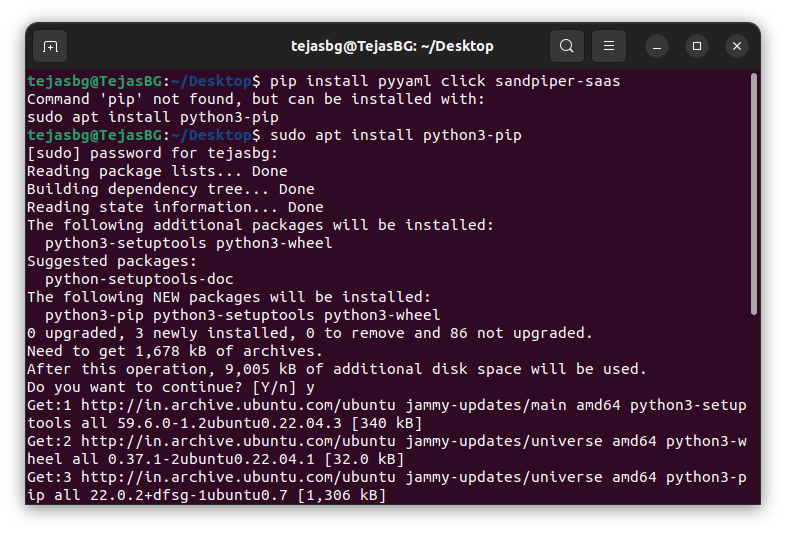 tejasbg@TejasBG: ~/Desktop
tejasbg@TejasBG:~/Desktop$ pip install pyyaml click sandpiper-saas
Command 'pip' not found, but can be installed with:
sudo apt install python3-pip
tejasbg@TejasBG:~/Desktop$ sudo apt install python3-pip
[sudo] password for tejasbg:
Reading package lists... Done
Building dependency tree... Done
Reading state information... Done
The following additional packages will be installed:
  python3-setuptools python3-wheel
Suggested packages:
  python-setuptools-doc
The following NEW packages will be installed:
  python3-pip python3-setuptools python3-wheel
0 upgraded, 3 newly installed, 0 to remove and 86 not upgraded.
Need to get 1,678 kB of archives.
After this operation, 9,005 kB of additional disk space will be used.
Do you want to continue? [Y/n] y
Get:1 http://in.archive.ubuntu.com/ubuntu jammy-updates/main amd64 python3-setup
tools all 59.6.0-1.2ubuntu0.22.04.3 [340 kB]
Get:2 http://in.archive.ubuntu.com/ubuntu jammy-updates/universe amd64 python3-w
heel all 0.37.1-2ubuntu0.22.04.1 [32.0 kB]
Get:3 http://in.archive.ubuntu.com/ubuntu jammy-updates/universe amd64 python3-p
ip all 22.0.2+dfsg-1ubuntu0.7 [1,306 kB]